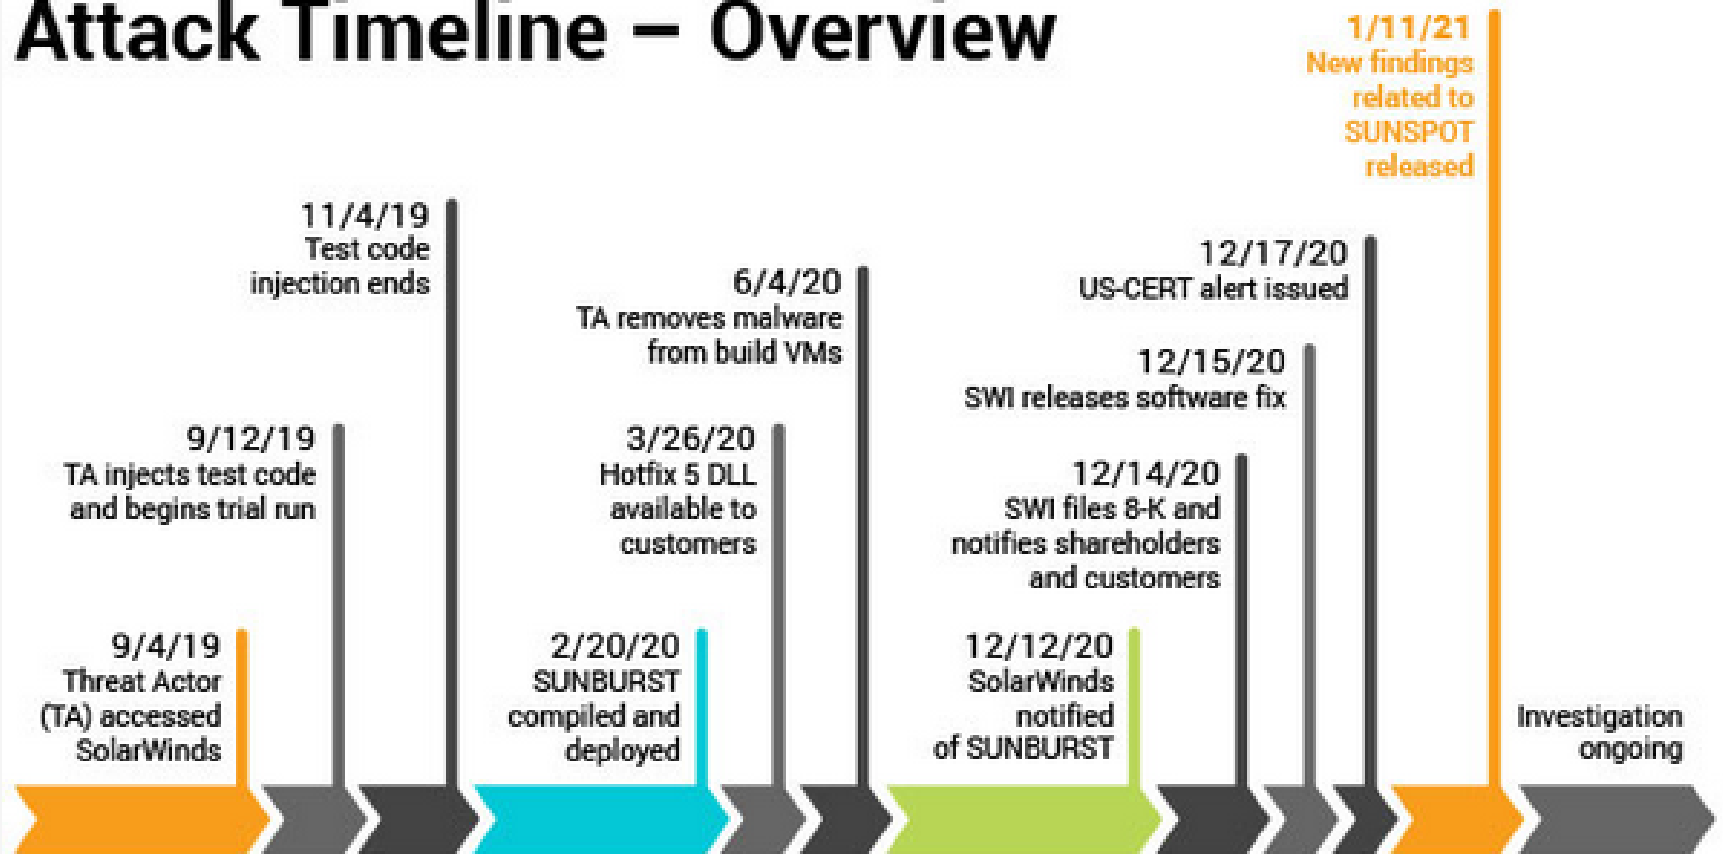 Attack Timeline – Overview
9/4/19
Threat Actor
(TA) accessed
SolarWinds
9/12/19
TA injects test code
and begins trial run
11/4/19
Test code
injection ends
2/20/20
SUNBURST
compiled and
deployed
3/26/20
Hotfix 5 DLL
available to
customers
6/4/20
TA removes malware
from build VMs
12/12/20
SolarWinds
notified
of SUNBURST
12/14/20
SWI files 8-K and
notifies shareholders
and customers
12/15/20
SWI releases software fix
12/17/20
US-CERT alert issued
1/11/21
New findings
related to
SUNSPOT
released
Investigation
ongoing